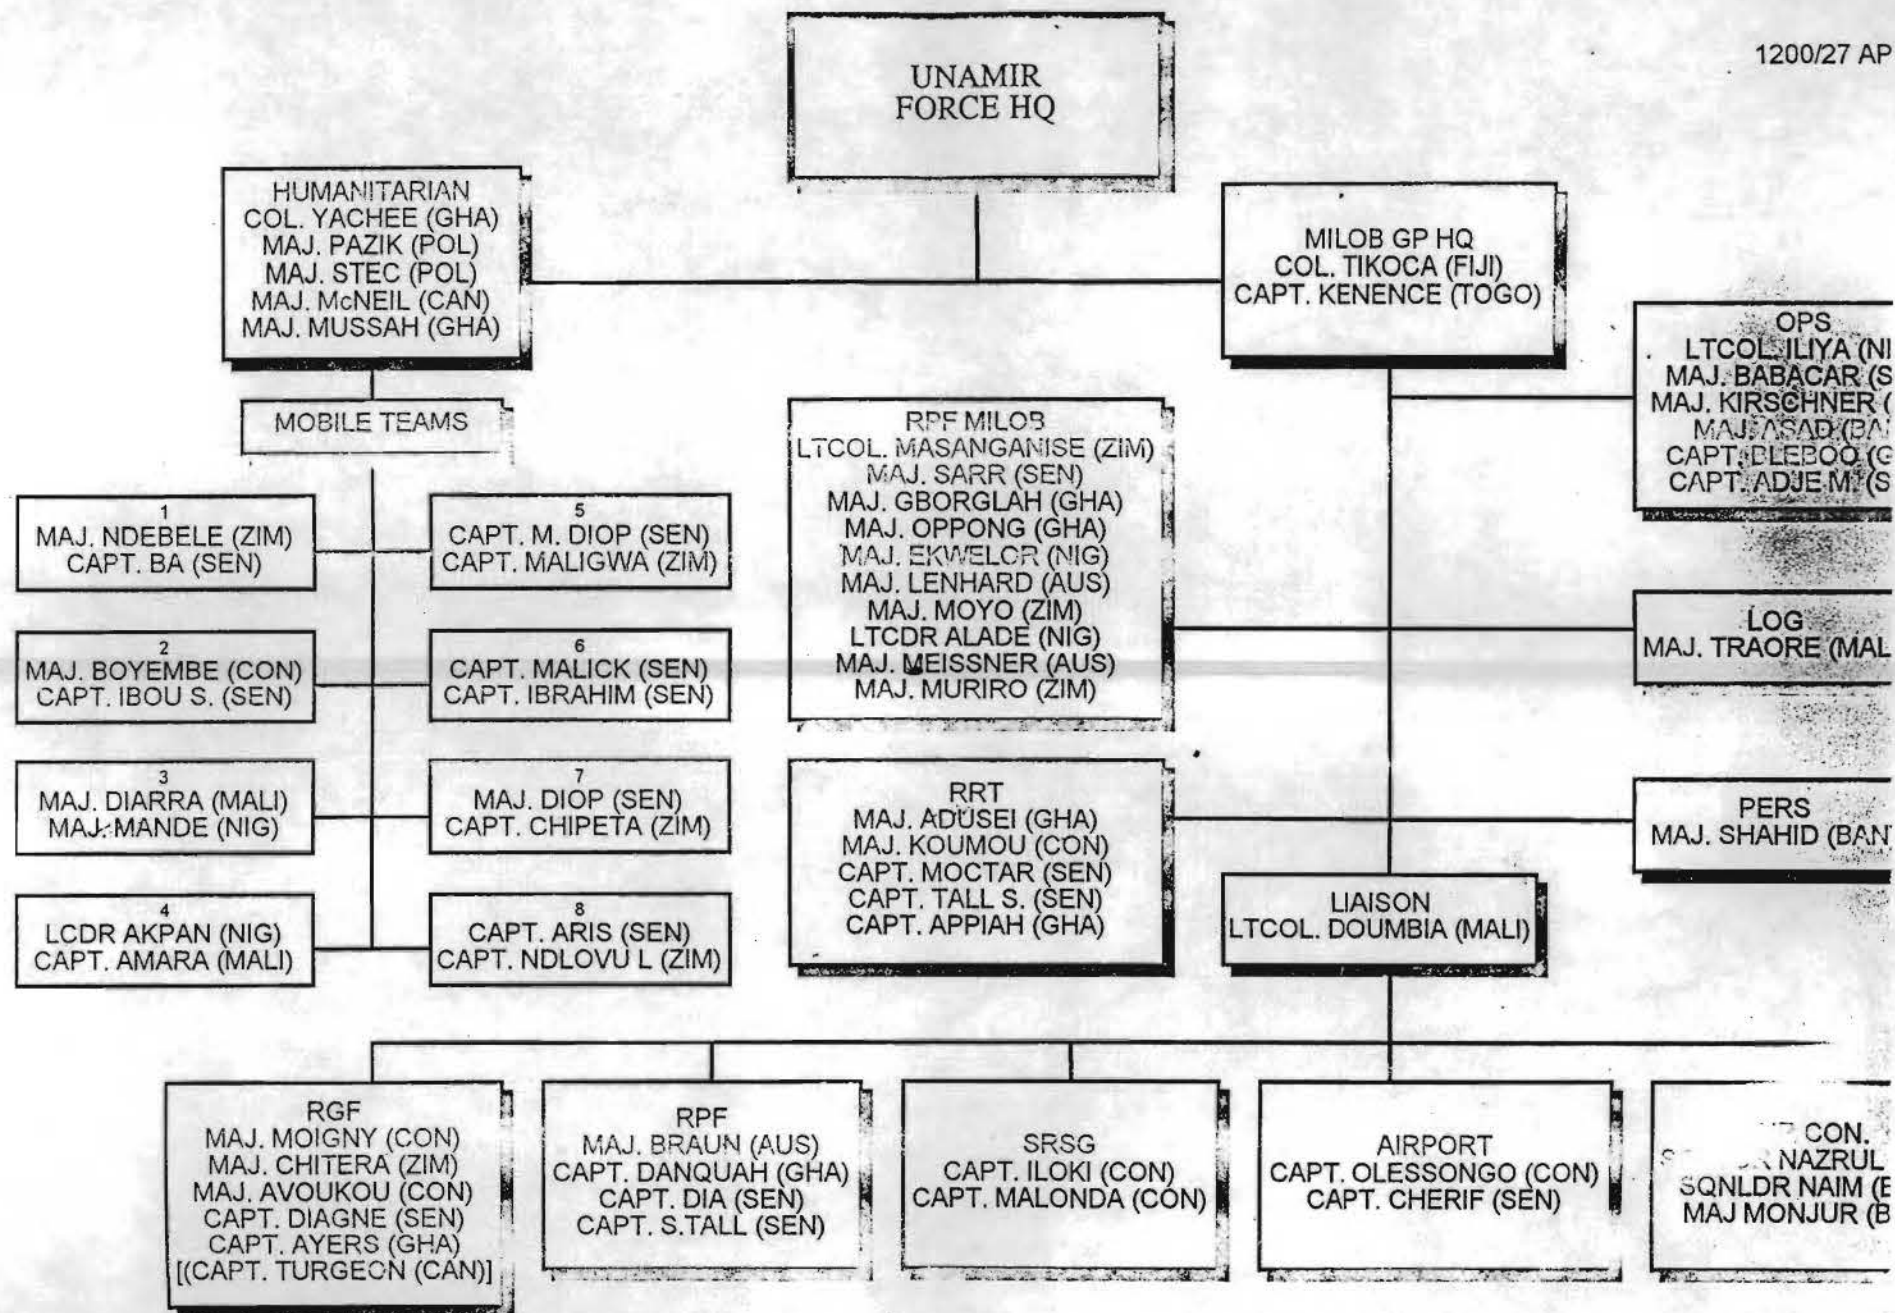 1200/27 AP
UNAMIR
FORCE HQ
HUMANITARIAN
COL. YACHEE (GHA)
MAJ. PAZIK (POL)
MAJ. STEC (POL)
MAJ. McNEIL (CAN)
MAJ. MUSSAH (GHA)
MILOB GP HQ
COL. TIKOCA (FIJI)
CAPT. KENENCE (TOGO)
OPS
LTCOL. ILIYA (NI
MAJ. BABACAR (S
MAJ. KIRSCHNER (
MAJ. ASAD (BA
CAPT. BLEBOO (G
CAPT. ADJE M. (S
MOBILE TEAMS
1
MAJ. NDEBELE (ZIM)
CAPT. BA (SEN)
5
CAPT. M. DIOP (SEN)
CAPT. MALIGWA (ZIM)
2
MAJ. BOYEMBE (CON)
CAPT. IBOU S. (SEN)
6
CAPT. MALICK (SEN)
CAPT. IBRAHIM (SEN)
3
MAJ. DIARRA (MALI)
MAJ. MANDE (NIG)
7
MAJ. DIOP (SEN)
CAPT. CHIPETA (ZIM)
4
LCDR AKPAN (NIG)
CAPT. AMARA (MALI)
8
CAPT. ARIS (SEN)
CAPT. NDLOVU L (ZIM)
RPF MILOB
LTCOL. MASANGANISE (ZIM)
MAJ. SARR (SEN)
MAJ. GBORGLAH (GHA)
MAJ. OPPONG (GHA)
MAJ. EKWELOR (NIG)
MAJ. LENHARD (AUS)
MAJ. MOYO (ZIM)
LTCDR ALADE (NIG)
MAJ. MEISSNER (AUS)
MAJ. MURIRO (ZIM)
LOG
MAJ. TRAORE (MAL
RRT
MAJ. ADUSEI (GHA)
MAJ. KOUMOU (CON)
CAPT. MOCTAR (SEN)
CAPT. TALL S. (SEN)
CAPT. APPIAH (GHA)
PERS
MAJ. SHAHID (BAN
LIAISON
LTCOL. DOUMBIA (MALI)
RGF
MAJ. MOIGNY (CON)
MAJ. CHITERA (ZIM)
MAJ. AVOUKOU (CON)
CAPT. DIAGNE (SEN)
CAPT. AYERS (GHA)
[(CAPT. TURGEON (CAN)]
RPF
MAJ. BRAUN (AUS)
CAPT. DANQUAH (GHA)
CAPT. DIA (SEN)
CAPT. S.TALL (SEN)
SRSG
CAPT. ILOKI (CON)
CAPT. MALONDA (CON)
AIRPORT
CAPT. OLESSONGO (CON)
CAPT. CHERIF (SEN)
CON.
NAZRUL
SQNLDR NAIM (B
MAJ MONJUR (B